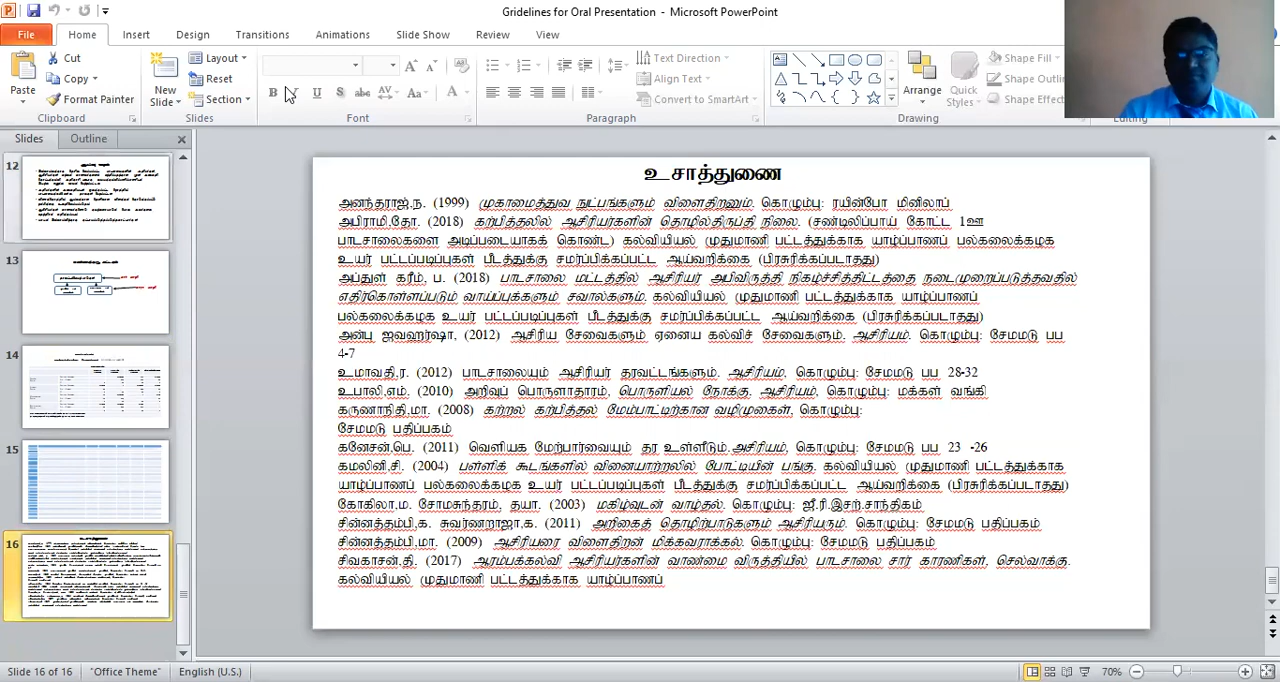 Gridelines for Oral Presentation - Microsoft PowerPoint
File Home Insert Design Transitions Animations Slide Show Review View
Cut
Copy
Format Painter
Paste
Clipboard
New Slide
Layout
Reset
Section
Slides
Font
Text Direction
Align Text
Convert to SmartArt
Paragraph
Arrange
Quick Styles
Shape Fill
Shape Outli
Shape Effec
Drawing
Editing
Slides Outline
12
13
14
15
16
உசாத்துணை
அனந்தராஜ்.ந. (1999) முகாமைத்துவ நுட்பங்களும் விளைதிறனும். கொழும்பு: ரயின்போ மினிலாப்
அபிராமி.தோ. (2018) கற்பித்தலில் ஆசிரியர்களின் தொழில்திருப்தி நிலை. (சண்டிலிப்பாய் கோட்ட 1ஊ
பாடசாலைகளை அடிப்படையாகக் கொண்ட) கல்வியியல் முதுமாணி பட்டத்துக்காக யாழ்ப்பாணப் பல்கலைக்கழக
உயர் பட்டப்படிப்புகள் பீடத்துக்கு சமர்ப்பிக்கப்பட்ட ஆய்வறிக்கை (பிரசுரிக்கப்படாதது)
அப்துள் கரீம், ப. (2018) பாடசாலை மட்டத்தில் ஆசிரியர் அபிவிருத்தி நிகழ்ச்சித்திட்டத்தை நடைமுறைப்படுத்துவதில்
எதிர்கொள்ளப்படும் வாய்ப்புக்களும் சவால்களும், கல்வியியல் முதுமாணி பட்டத்துக்காக யாழ்ப்பாணப்
பல்கலைக்கழக உயர் பட்டப்படிப்புகள் பீடத்துக்கு சமர்ப்பிக்கப்பட்ட ஆய்வறிக்கை (பிரசுரிக்கப்படாதது)
அன்பு ஜவஹர்ஷா, (2012) ஆசிரிய சேவைகளும் ஏனைய கல்விச் சேவைகளும். ஆசிரியம். கொழும்பு: சேமமடு பப
4-7
உமாவதி,ர. (2012) பாடசாலையம் ஆசிரியர் தரவட்டங்களும். ஆசிரியம், கொழும்பு: சேமமடு பப 28-32
உபாலி,எம். (2010) அறிவுப் பொருளாதாரம், பொருளியல் நோக்கு, ஆசிரியம், கொழும்பு: மக்கள் வங்கி
கருணாநிதி,மா. (2008) கற்றல் கற்பித்தல் மேம்பாட்டிற்கான வழிமுகைள், கொழும்பு:
சேமமடு பதிப்பகம்
கனேசன்.பெ. (2011) வெளியக மேற்பார்வையும் தர உள்ளீடும்.அசிரியம், கொழும்பு: சேமமடு பப 23 -26
கமலினி.சி. (2004) பள்ளிக் கூடங்களில் வினையாற்றலில் போட்டியின் பங்கு, கல்வியியல் முதுமாணி பட்டத்துக்காக
யாழ்ப்பாணப் பல்கலைக்கழக உயர் பட்டப்படிப்புகள் பீடத்துக்கு சமர்ப்பிக்கப்பட்ட ஆய்வறிக்கை (பிரசுரிக்கப்படாதது)
கோகிலா,ம. சோமசுந்தரம், தயா. (2003) மகிழ்வுடன் வாழ்தல். கொழும்பு: ஜீ.ரி.இசற்.சாந்திகம்
சின்னத்தம்பி,க. சுவர்ணராஜா,க. (2011) அறிகைத் தொழிற்பாடுகளும் ஆசிரியரும். கொழும்பு: சேமமடு பதிப்பகம்
சின்னத்தம்பி.மா. (2009) ஆசிரியர் விளைதிறன் மிக்கவராக்கல் கொழும்பு: சேமமடு பதிப்பகம்
சிவகாசன்.தி. (2017) ஆரம்பக்கல்வி ஆசிரியர்களின் வாண்மை விருத்தியில் பாடசாலை சார் காரணிகள், செல்வாக்கு.
கல்வியியல் முதுமாணி பட்டத்துக்காக யாழ்ப்பாணப்
Slide 16 of 16 "Office Theme" English (U.S.) 70%